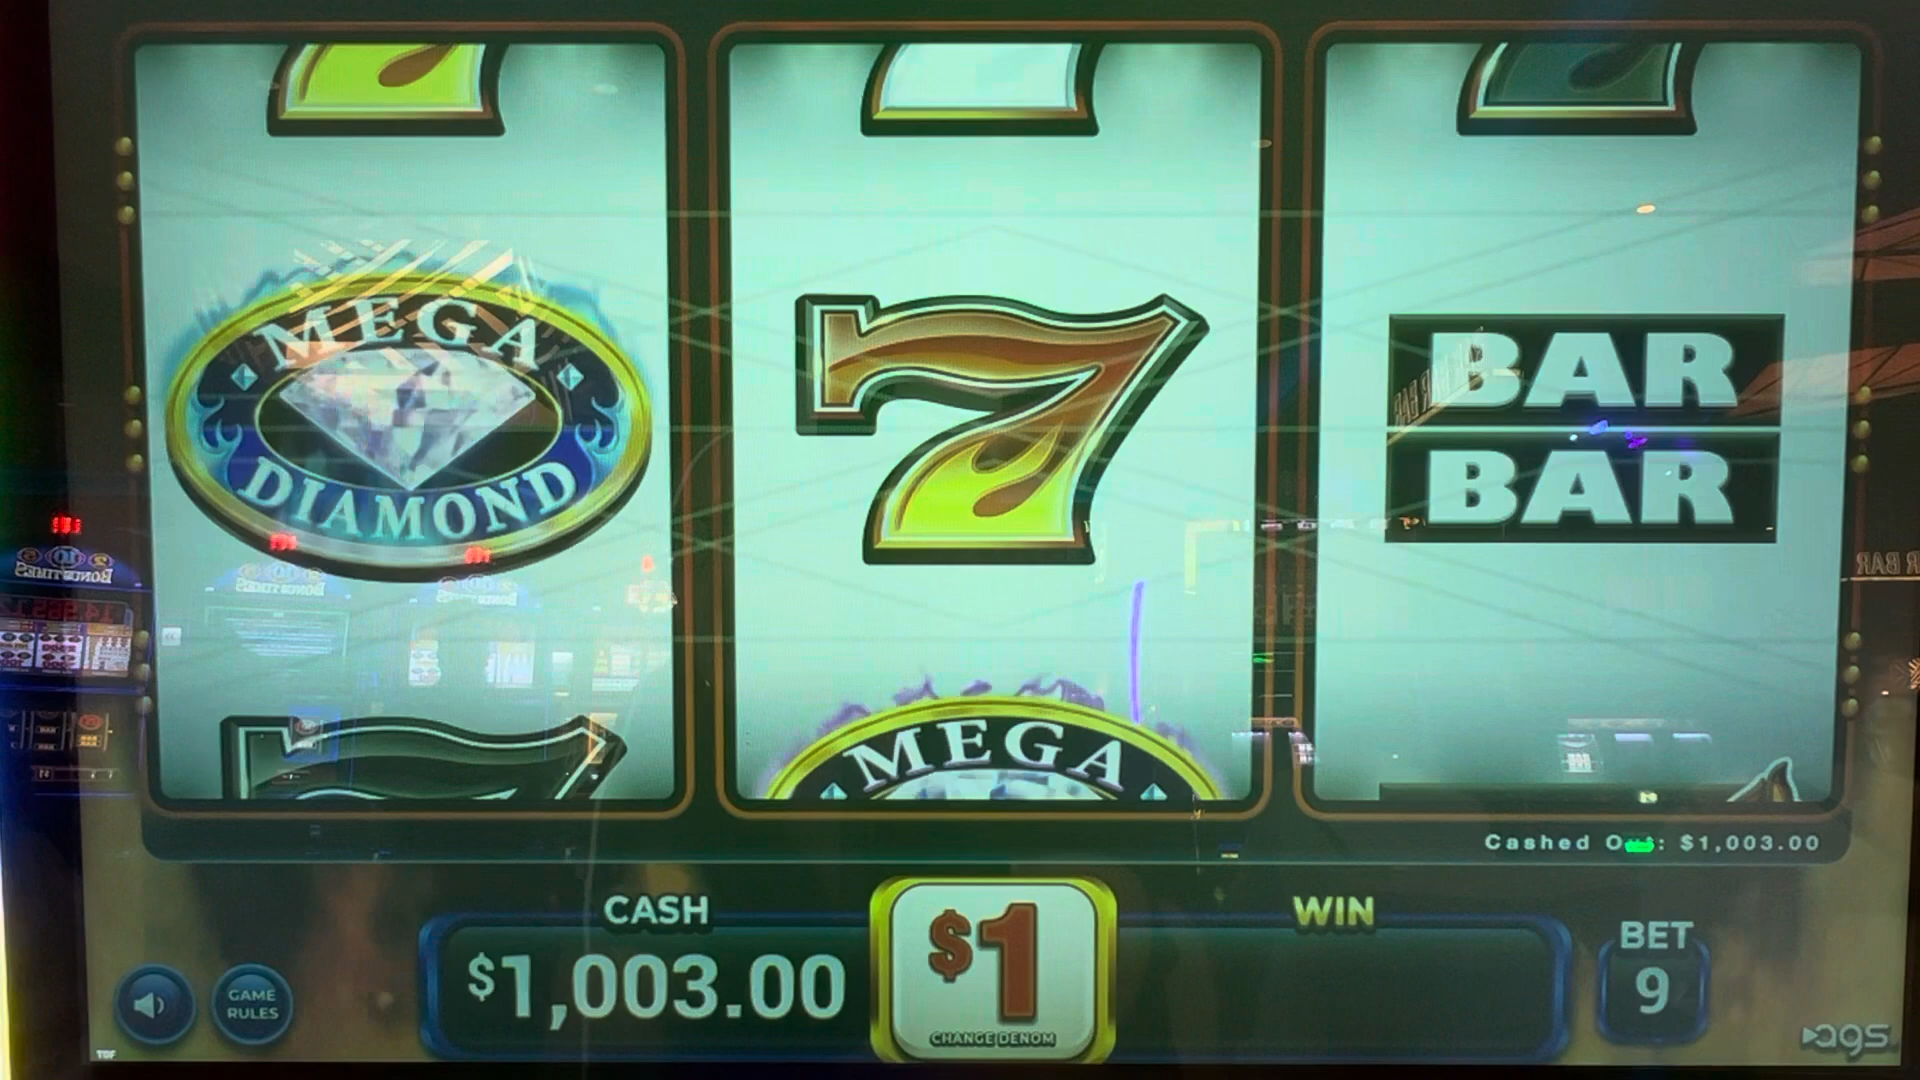 MEGA
DIAMOND
7
BAR
BAR
MEGA
Cashed Out: $1,003.00
CASH
$1,003.00
$1
CHANGE DENOM
WIN
BET
9
GAME
RULES
TGF
ags